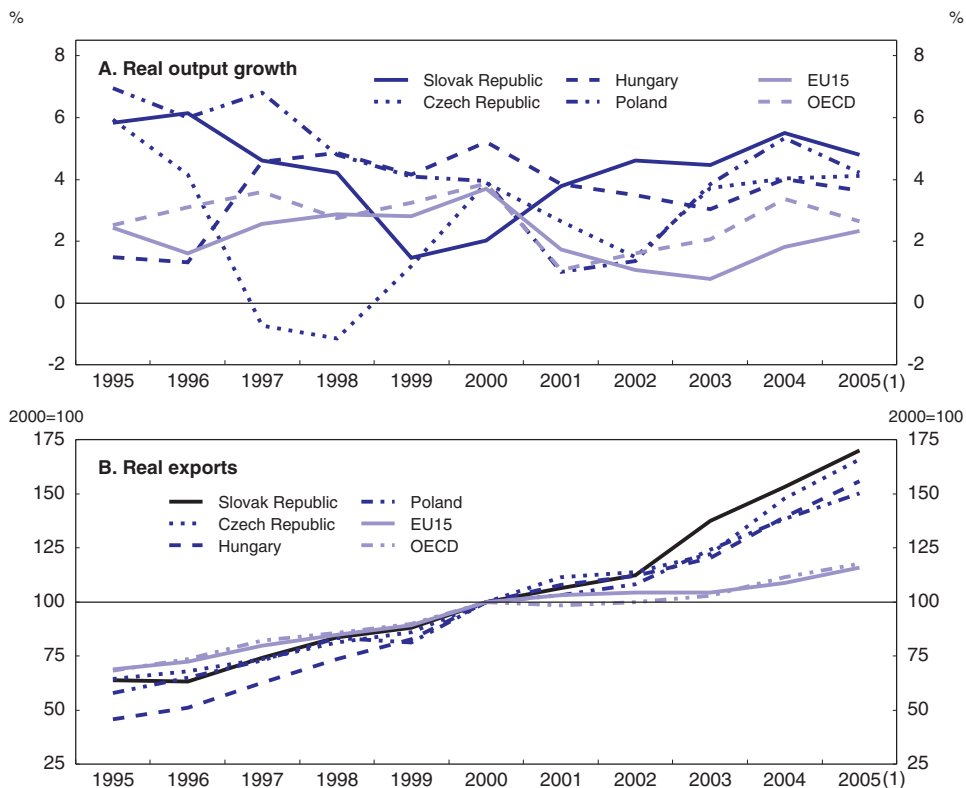 % %
A. Real output growth
Slovak Republic Hungary EU15
Czech Republic Poland OECD
8 8
6 6
4 4
2 2
0 0
-2 -2
1995 1996 1997 1998 1999 2000 2001 2002 2003 2004 2005(1)
2000=100 2000=100
175 175
B. Real exports
Slovak Republic Poland
Czech Republic EU15
Hungary OECD
150 150
125 125
100 100
75 75
50 50
25 25
1995 1996 1997 1998 1999 2000 2001 2002 2003 2004 2005(1)